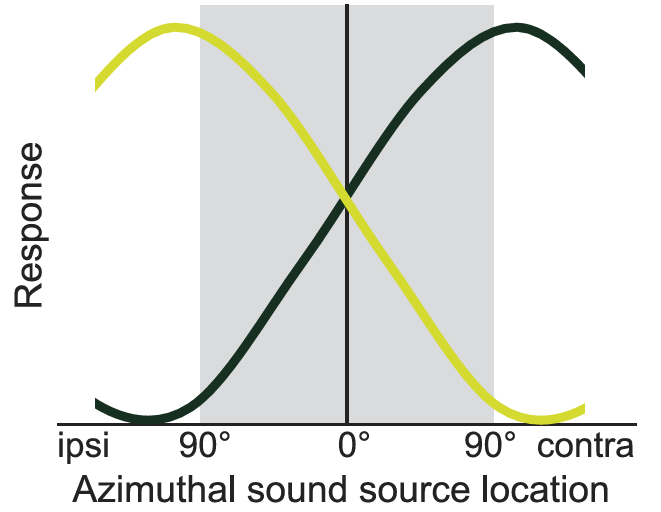 Response
ipsi 90° 0° 90° contra
Azimuthal sound source location